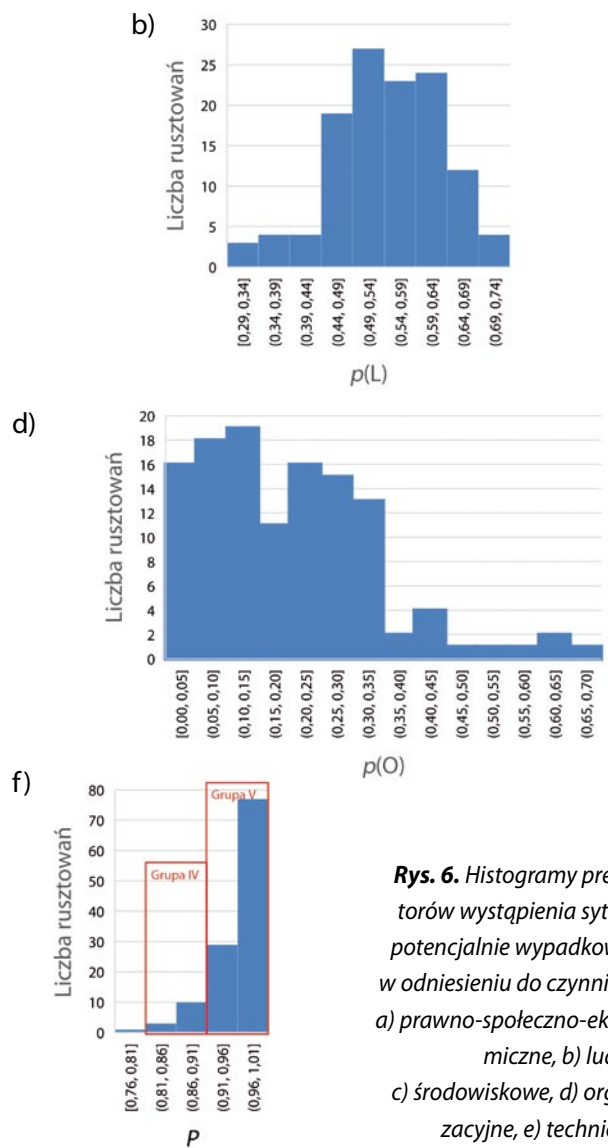 b)
Liczba rusztowań
30
25
20
15
10
5
0
[0,29, 0,34]
(0,34, 0,39]
(0,39, 0,44]
(0,44, 0,49]
(0,49, 0,54]
(0,54, 0,59]
(0,59, 0,64]
(0,64, 0,69]
(0,69, 0,74]
p(L)
d)
Liczba rusztowań
20
18
16
14
12
10
8
6
4
2
0
[0,00, 0,05]
(0,05, 0,10]
(0,10, 0,15]
(0,15, 0,20]
(0,20, 0,25]
(0,25, 0,30]
(0,30, 0,35]
(0,35, 0,40]
(0,40, 0,45]
(0,45, 0,50]
(0,50, 0,55]
(0,55, 0,60]
(0,60, 0,65]
(0,65, 0,70]
p(O)
f)
Liczba rusztowań
80
70
60
50
40
30
20
10
0
Grupa IV
Grupa V
[0,76, 0,81]
(0,81, 0,86]
(0,86, 0,91]
(0,91, 0,96]
(0,96, 1,01]
P
Rys. 6. Histogramy pre
torów wystąpienia syt
potencjalnie wypadkow
w odniesieniu do czynni
a) prawno-społeczno-ek
miczne, b) lud
c) środowiskowe, d) org
zacyjne, e) technic